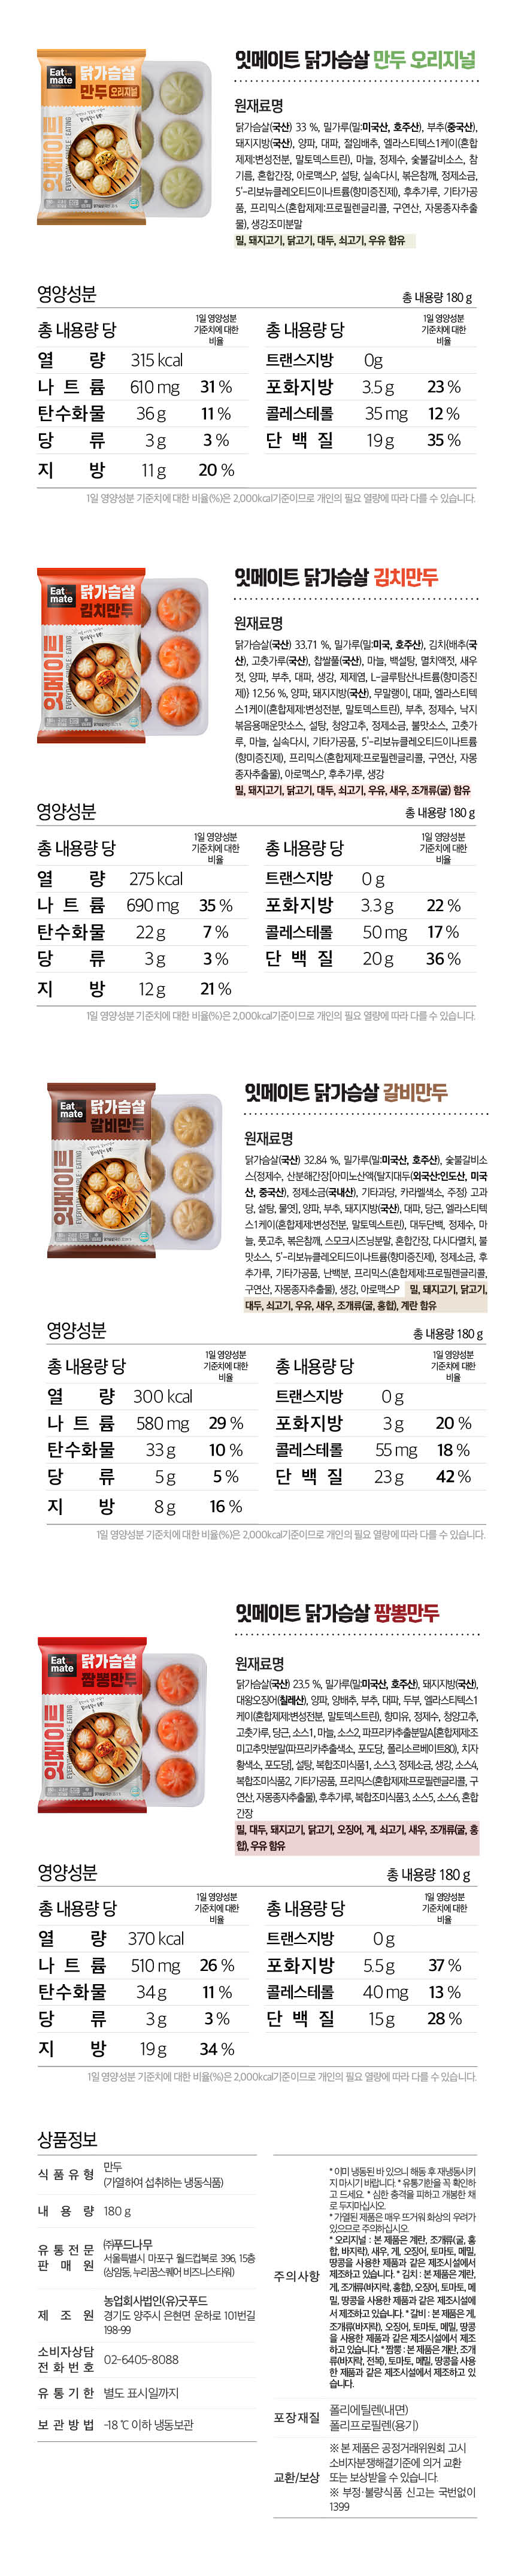 잇메이트 닭가슴살 만두 오리지널
원재료명
닭가슴살(국산) 33 %, 밀가루(밀:미국산, 호주산), 부추(중국산),
돼지지방(국산), 양파, 대파, 절임배추, 엘라스티텍스1케이(혼합
제제:변성전분, 말토덱스트린), 마늘, 정제수, 숯불갈비소스, 참
기름, 혼합간장, 아로맥스P, 설탕, 실속다시, 볶은참깨, 정제소금,
5'-리보뉴클레오티드이나트륨(향미증진제), 후추가루, 기타가공
품, 프리믹스(혼합제제:프로필렌글리콜, 구연산, 자몽종자추출
물), 생강조미분말
밀, 돼지고기, 닭고기, 대두, 쇠고기, 우유 함유
Eat mate
닭가슴살
만두 오리지널
잇메이트
영양성분
총 내용량 180 g
총 내용량 당
1일 영양성분
기준치에 대한
비율
총 내용량 당
1일 영양성분
기준치에 대한
비율
열 량 315 kcal
트랜스지방 0g
나 트 륨 610 mg 31 %
포화지방 3.5 g 23 %
탄수화물 36 g 11 %
콜레스테롤 35 mg 12 %
당 류 3 g 3 %
단 백 질 19 g 35 %
지 방 11 g 20 %
1일 영양성분 기준치에 대한 비율(%)은 2,000kcal기준이므로 개인의 필요 열량에 따라 다를 수 있습니다.
잇메이트 닭가슴살 김치만두
원재료명
닭가슴살(국산) 33.71 %, 밀가루(밀:미국, 호주산), 김치{배추(국
산), 고춧가루(국산), 찹쌀풀(국산), 마늘, 백설탕, 멸치액젓, 새우
젓, 양파, 부추, 대파, 생강, 제제염, L-글루탐산나트륨(향미증진
제)} 12.56 %, 양파, 돼지지방(국산), 무말랭이, 대파, 엘라스티텍
스1케이(혼합제제:변성전분, 말토덱스트린), 부추, 정제수, 낙지
볶음용매운맛소스, 설탕, 청양고추, 정제소금, 불맛소스, 고춧가
루, 마늘, 실속다시, 기타가공품, 5'-리보뉴클레오티드이나트륨
(향미증진제), 프리믹스(혼합제제:프로필렌글리콜, 구연산, 자몽
종자추출물), 아로맥스P, 후추가루, 생강
밀, 돼지고기, 닭고기, 대두, 쇠고기, 우유, 새우, 조개류(굴) 함유
Eat mate
닭가슴살
김치만두
잇메이트
영양성분
총 내용량 180 g
총 내용량 당
1일 영양성분
기준치에 대한
비율
총 내용량 당
1일 영양성분
기준치에 대한
비율
열 량 275 kcal
트랜스지방 0 g
나 트 륨 690 mg 35 %
포화지방 3.3 g 22 %
탄수화물 22 g 7 %
콜레스테롤 50 mg 17 %
당 류 3 g 3 %
단 백 질 20 g 36 %
지 방 12 g 21 %
1일 영양성분 기준치에 대한 비율(%)은 2,000kcal기준이므로 개인의 필요 열량에 따라 다를 수 있습니다.
잇메이트 닭가슴살 갈비만두
원재료명
닭가슴살(국산) 32.84 %, 밀가루(밀:미국산, 호주산), 숯불갈비소
스{정제수, 산분해간장[아미노산액(탈지대두(외국산:인도산, 미국
산, 중국산), 정제소금(국내산), 기타과당, 카라멜색소, 주정) 고과
당, 설탕, 물엿}, 양파, 부추, 돼지지방(국산), 대파, 당근, 엘라스티텍
스1케이(혼합제제:변성전분, 말토덱스트린), 대두단백, 정제수, 마
늘, 풋고추, 볶은참깨, 스모크시즈닝분말, 혼합간장, 다시다멸치, 불
맛소스, 5'-리보뉴클레오티드이나트륨(향미증진제), 정제소금, 후
추가루, 기타가공품, 난백분, 프리믹스(혼합제제:프로필렌글리콜,
구연산, 자몽종자추출물), 생강, 아로맥스P 밀, 돼지고기, 닭고기,
대두, 쇠고기, 우유, 새우, 조개류(굴, 홍합), 계란 함유
Eat mate
닭가슴살
갈비만두
잇메이트
영양성분
총 내용량 180 g
총 내용량 당
1일 영양성분
기준치에 대한
비율
총 내용량 당
1일 영양성분
기준치에 대한
비율
열 량 300 kcal
트랜스지방 0 g
나 트 륨 580 mg 29 %
포화지방 3 g 20 %
탄수화물 33 g 10 %
콜레스테롤 55 mg 18 %
당 류 5 g 5 %
단 백 질 23 g 42 %
지 방 8 g 16 %
1일 영양성분 기준치에 대한 비율(%)은 2,000kcal기준이므로 개인의 필요 열량에 따라 다를 수 있습니다.
잇메이트 닭가슴살 짬뽕만두
원재료명
닭가슴살(국산) 23.5 %, 밀가루(밀:미국산, 호주산), 돼지지방(국산),
대왕오징어(칠레산), 양파, 양배추, 부추, 대파, 두부, 엘라스티텍스1
케이(혼합제제:변성전분, 말토덱스트린), 향미유, 정제수, 청양고추,
고춧가루, 당근, 소스1, 마늘, 소스2, 파프리카추출분말A[혼합제제:조
미고추맛분말(파프리카추출색소, 포도당, 폴리소르베이트80), 치자
황색소, 포도당], 설탕, 복합조미식품1, 소스3, 정제소금, 생강, 소스4,
복합조미식품2, 기타가공품, 프리믹스(혼합제제:프로필렌글리콜, 구
연산, 자몽종자추출물), 후추가루, 복합조미식품3, 소스5, 소스6, 혼합
간장
밀, 대두, 돼지고기, 닭고기, 오징어, 게, 쇠고기, 새우, 조개류(굴, 홍
합), 우유 함유
Eat mate
닭가슴살
짬뽕만두
잇메이트
영양성분
총 내용량 180 g
총 내용량 당
1일 영양성분
기준치에 대한
비율
총 내용량 당
1일 영양성분
기준치에 대한
비율
열 량 370 kcal
트랜스지방 0 g
나 트 륨 510 mg 26 %
포화지방 5.5 g 37 %
탄수화물 34 g 11 %
콜레스테롤 40 mg 13 %
당 류 3 g 3 %
단 백 질 15 g 28 %
지 방 19 g 34 %
1일 영양성분 기준치에 대한 비율(%)은 2,000kcal기준이므로 개인의 필요 열량에 따라 다를 수 있습니다.
상품정보
식 품 유 형 만두
(가열하여 섭취하는 냉동식품)
내 용 량 180 g
유 통 전 문
판 매 원
㈜푸드나무
서울특별시 마포구 월드컵북로 396, 15층
(상암동, 누리꿈스퀘어 비즈니스타워)
제 조 원
농업회사법인(유)굿푸드
경기도 양주시 은현면 운하로 101번길
198-99
소비자상담
전 화 번 호
02-6405-8088
유 통 기 한 별도 표시일까지
보 관 방 법 -18 ℃ 이하 냉동보관
주의사항
* 이미 냉동된 바 있으니 해동 후 재냉동시키
지 마시기 바랍니다. * 유통기한을 꼭 확인하
고 드세요. * 심한 충격을 피하고 개봉한 채
로 두지마십시오.
* 가열된 제품은 매우 뜨거워 화상의 우려가
있으므로 주의하십시오.
* 오리지널 : 본 제품은 계란, 조개류(굴, 홍
합, 바지락), 새우, 게, 오징어, 토마토, 메밀,
땅콩을 사용한 제품과 같은 제조시설에서
제조하고 있습니다. * 김치 : 본 제품은 계란,
게, 조개류(바지락, 홍합), 오징어, 토마토, 메
밀, 땅콩을 사용한 제품과 같은 제조시설에
서 제조하고 있습니다. * 갈비 : 본 제품은 게,
조개류(바지락), 오징어, 토마토, 메밀, 땅콩
을 사용한 제품과 같은 제조시설에서 제조
하고 있습니다. * 짬뽕 : 본 제품은 계란, 조개
류(바지락, 전복), 토마토, 메밀, 땅콩을 사용
한 제품과 같은 제조시설에서 제조하고 있
습니다.
포장재질
폴리에틸렌(내면)
폴리프로필렌(용기)
교환/보상
※ 본 제품은 공정거래위원회 고시
소비자분쟁해결기준에 의거 교환
또는 보상받을 수 있습니다.
※ 부정·불량식품 신고는 국번없이
1399